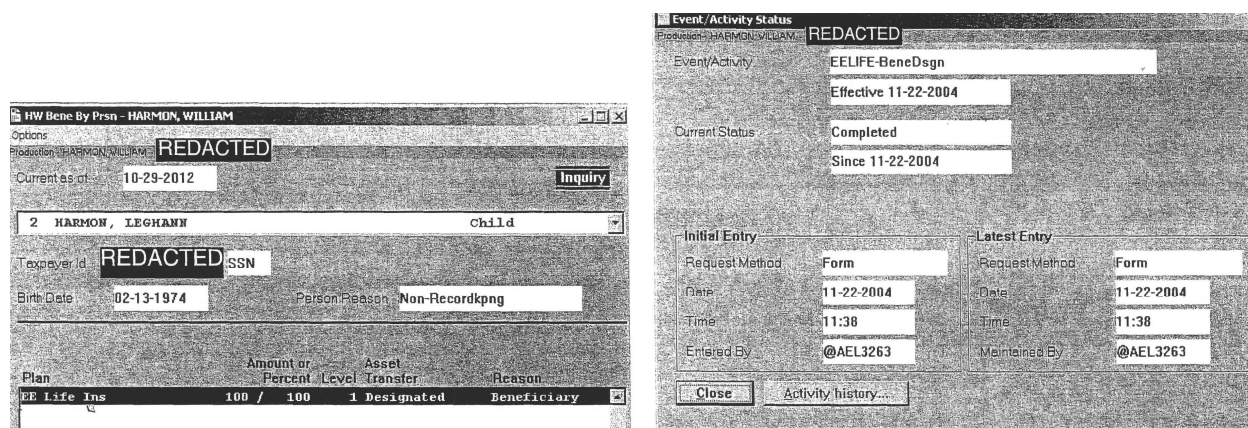 HW Bene By Prsn - HARMON, WILLIAM
Options
Production - HARMON, WILLIAM - REDACTED
Current as of 10-29-2012 Inquiry
2 HARMON, LEGHANN Child
Taxpayer Id REDACTED SSN
Birth Date 02-13-1974 Person Reason Non-Recordkpng
Amount or Asset
Plan Percent Level Transfer Reason
EE Life Ins 100 / 100 1 Designated Beneficiary
Event/Activity Status
Production - HARMON, WILLIAM - REDACTED
Event/Activity EELIFE-BeneDsgn
Effective 11-22-2004
Current Status Completed
Since 11-22-2004
Initial Entry Latest Entry
Request Method Form Request Method Form
Date 11-22-2004 Date 11-22-2004
Time 11:38 Time 11:38
Entered By @AEL3263 Maintained By @AEL3263
Close Activity history...